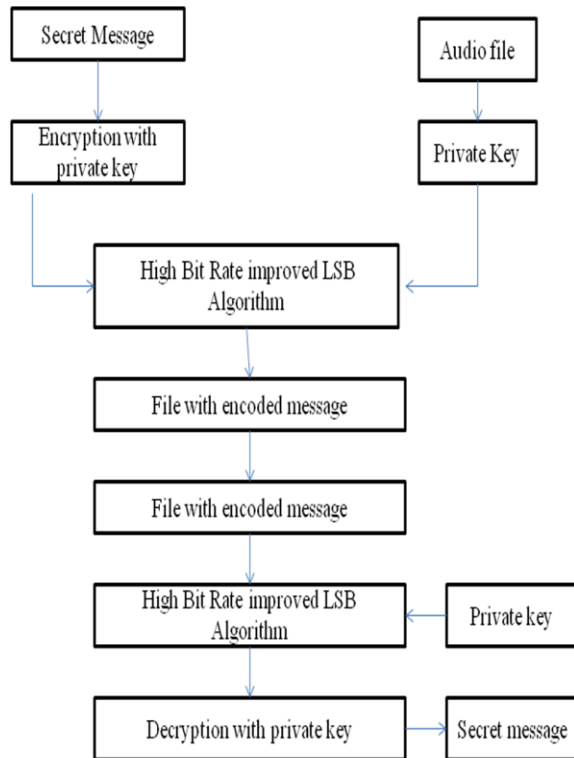 Secret Message
Audio file
Encryption with
private key
Private Key
High Bit Rate improved LSB
Algorithm
File with encoded message
File with encoded message
High Bit Rate improved LSB
Algorithm
Private key
Decryption with private key
Secret message